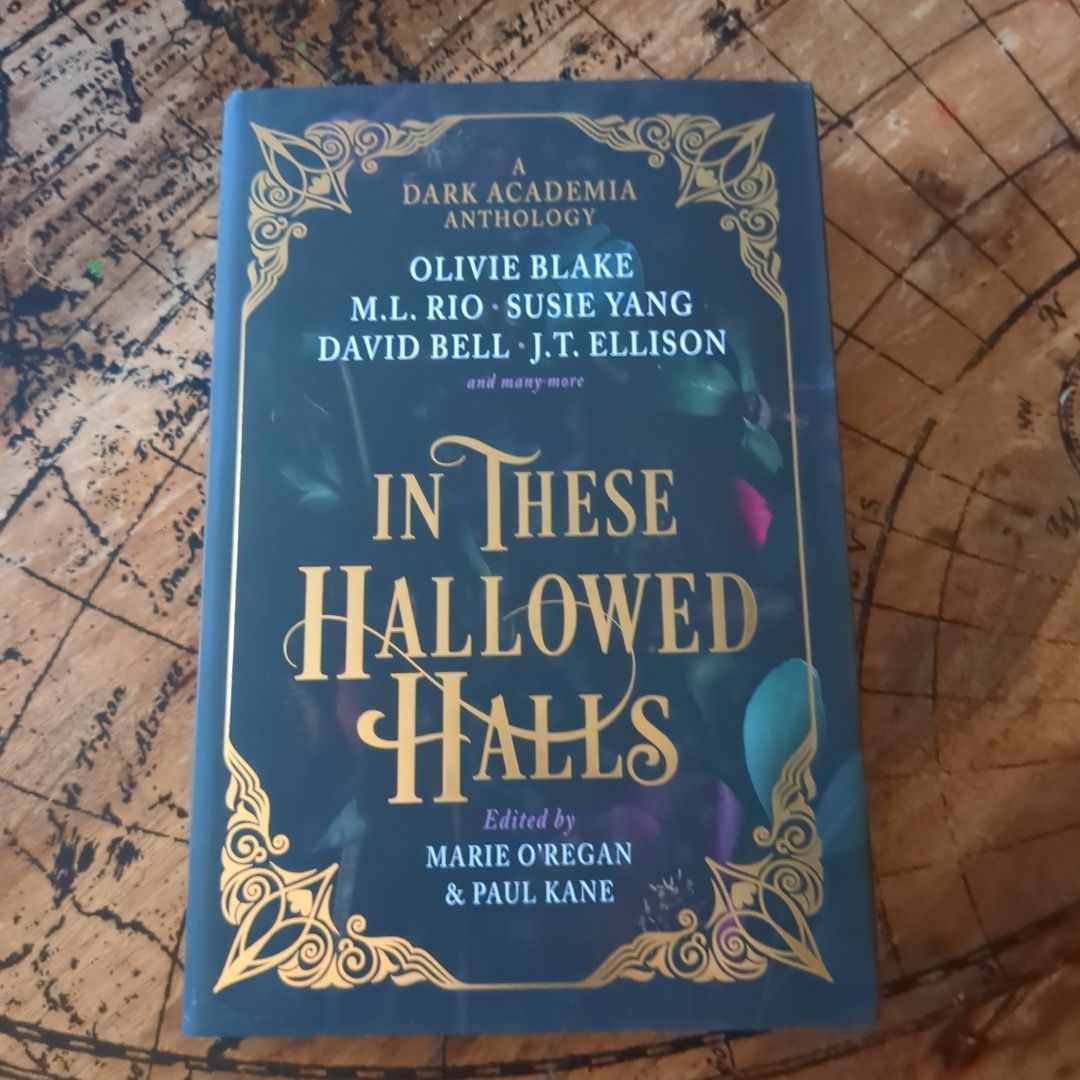 A
DARK ACADEMIA
ANTHOLOGY
OLIVIE BLAKE
M.L. RIO · SUSIE YANG
DAVID BELL · J.T. ELLISON
and many more
IN THESE
HALLOWED
HALLS
Edited by
MARIE O'REGAN
& PAUL KANE
N